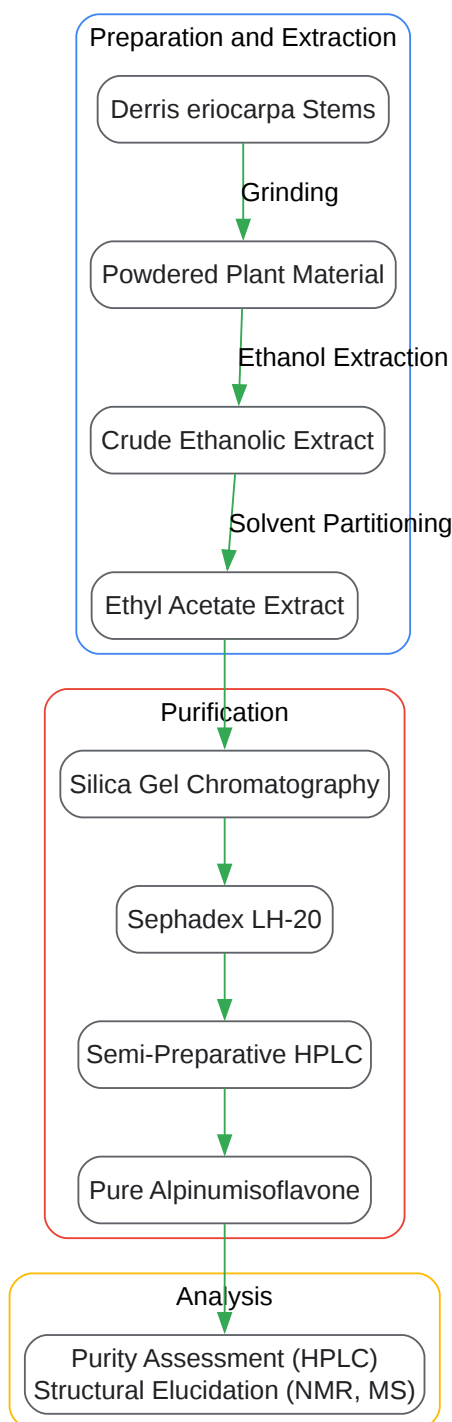 Preparation and Extraction
Derris eriocarpa Stems
Grinding
Powdered Plant Material
Ethanol Extraction
Crude Ethanolic Extract
Solvent Partitioning
Ethyl Acetate Extract
Purification
Silica Gel Chromatography
Sephadex LH-20
Semi-Preparative HPLC
Pure Alpinumisoflavone
Analysis
Purity Assessment (HPLC)
Structural Elucidation (NMR, MS)